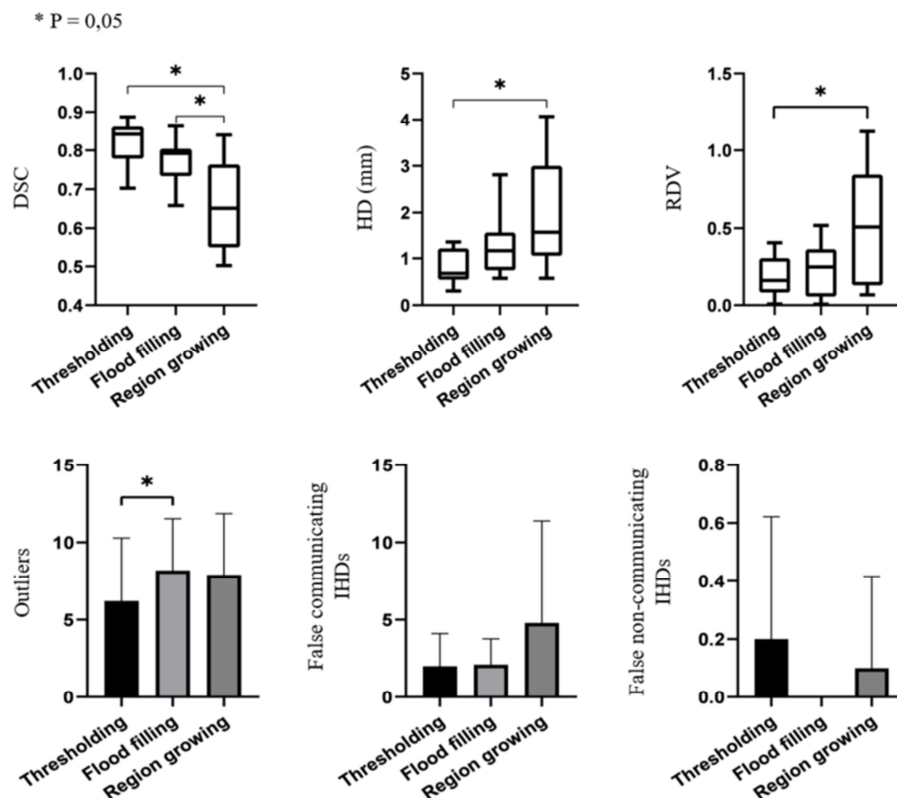 * P = 0,05
*
*
DSC
1.0
0.9
0.8
0.7
0.6
0.5
0.4
Thresholding
Flood filling
Region growing
*
HD (mm)
5
4
3
2
1
0
Thresholding
Flood filling
Region growing
*
RDV
1.5
1.0
0.5
0.0
Thresholding
Flood filling
Region growing
*
Outliers
15
10
5
0
Thresholding
Flood filling
Region growing
False communicating
IHDs
15
10
5
0
Thresholding
Flood filling
Region growing
False non-communicating
IHDs
0.8
0.6
0.4
0.2
0.0
Thresholding
Flood filling
Region growing